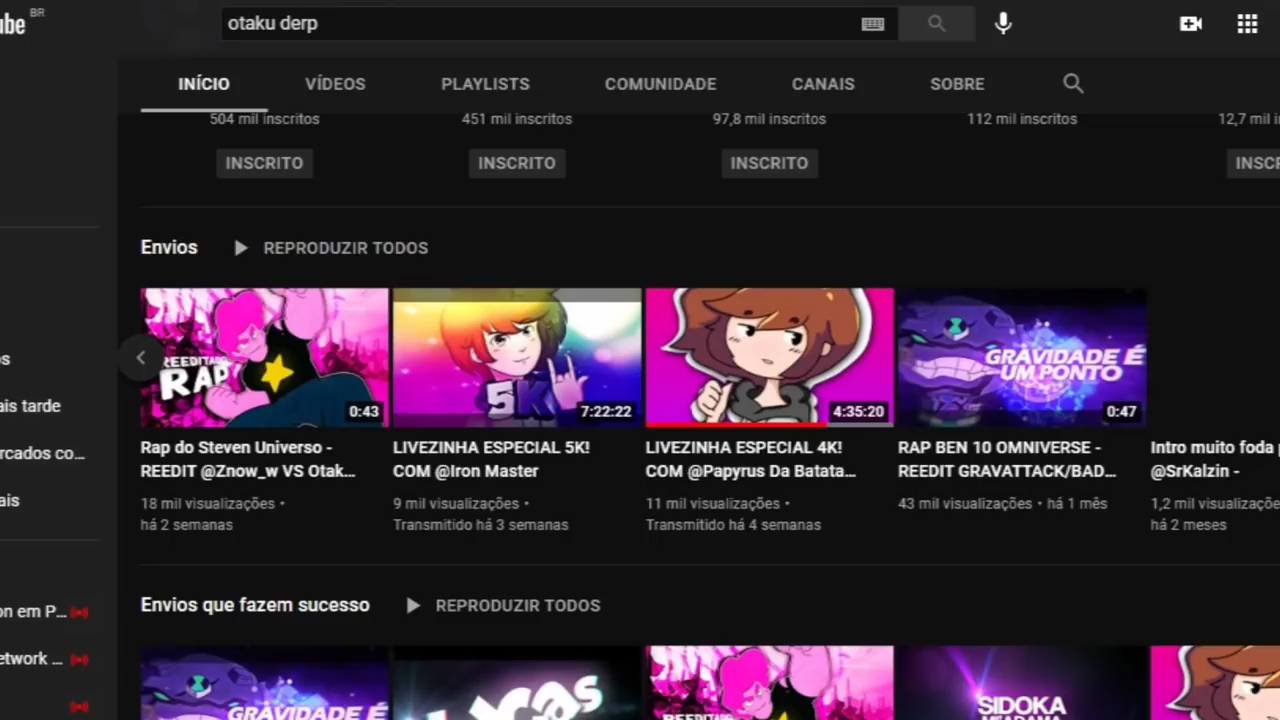 ube BR
otaku derp
INÍCIO VÍDEOS PLAYLISTS COMUNIDADE CANAIS SOBRE
504 mil inscritos 451 mil inscritos 97,8 mil inscritos 112 mil inscritos 12,7 mil i
INSCRITO INSCRITO INSCRITO INSC
Envios REPRODUZIR TODOS
REEDITADO
RAP
0:43
5K
7:22:22
4:35:20
GRAVIDADE É
UM PONTO
0:47
Rap do Steven Universo -
REEDIT @Znow_w VS Otak...
18 mil visualizações •
há 2 semanas
LIVEZINHA ESPECIAL 5K!
COM @Iron Master
9 mil visualizações •
Transmitido há 3 semanas
LIVEZINHA ESPECIAL 4K!
COM @Papyrus Da Batata...
11 mil visualizações •
Transmitido há 4 semanas
RAP BEN 10 OMNIVERSE -
REEDIT GRAVATTACK/BAD...
43 mil visualizações • há 1 mês
Intro muito foda
@SrKalzin -
1,2 mil visualizaçõe
há 2 meses
os
ais tarde
rcados co...
ais
on em P...
etwork ...
Envios que fazem sucesso REPRODUZIR TODOS
GRAVIDADE É
SIDOKA